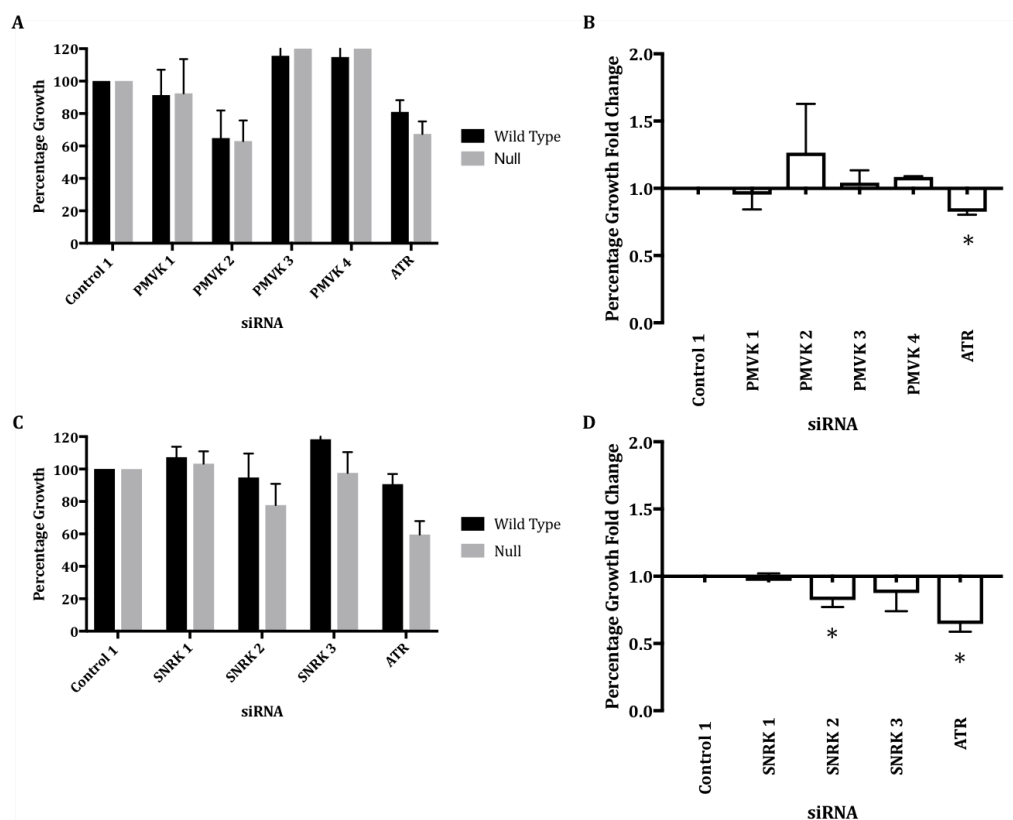 A
120
100
80
60
40
20
0
Percentage Growth
Control 1
PMVK 1
PMVK 2
PMVK 3
PMVK 4
ATR
siRNA
Wild Type
Null
B
2.0
1.5
1.0
0.5
0.0
Percentage Growth Fold Change
*
Control 1
PMVK 1
PMVK 2
PMVK 3
PMVK 4
ATR
siRNA
C
120
100
80
60
40
20
0
Percentage Growth
Control 1
SNRK 1
SNRK 2
SNRK 3
ATR
siRNA
Wild Type
Null
D
2.0
1.5
1.0
0.5
0.0
Percentage Growth Fold Change
*
*
Control 1
SNRK 1
SNRK 2
SNRK 3
ATR
siRNA